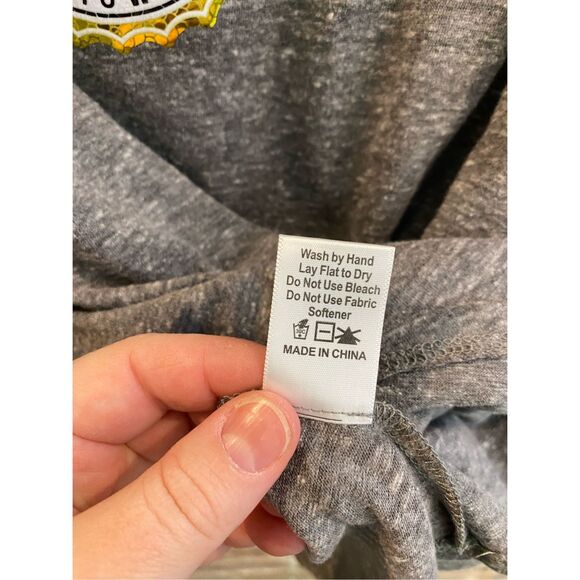 Wash by Hand
Lay Flat to Dry
Do Not Use Bleach
Do Not Use Fabric
Softener
MADE IN CHINA